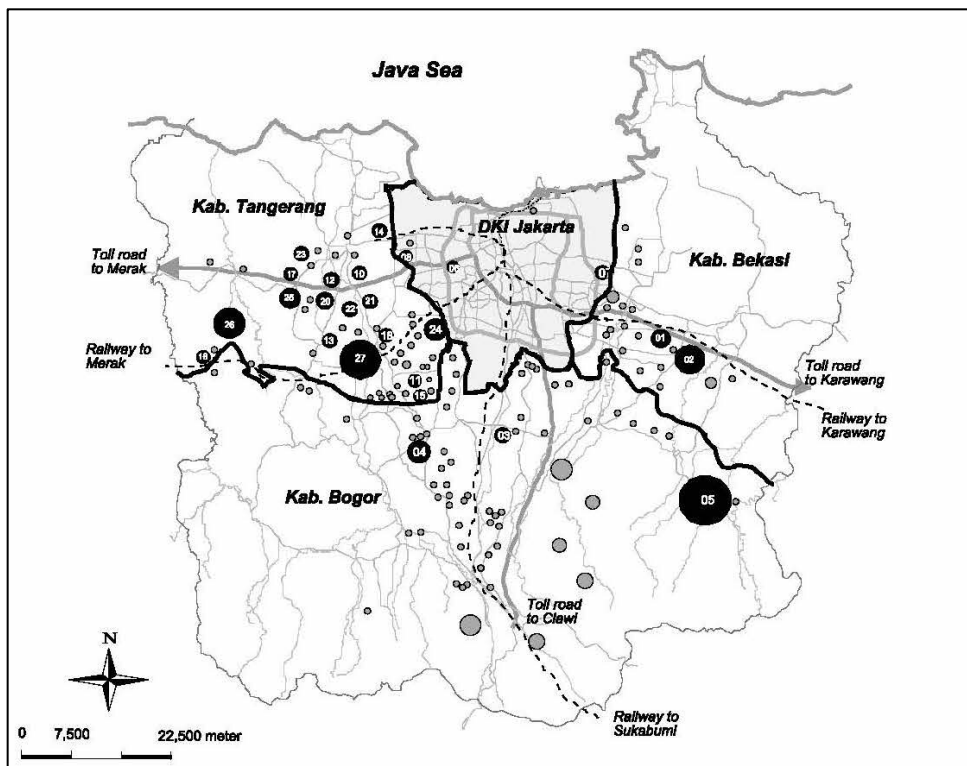 Java Sea
Kab. Tangerang
DKI Jakarta
14
Toll road
to Merak
23
Kab. Bekasi
17
12
10
06
25
20
22
21
26
13
24
01
27
02
Railway to
Merak
18
11
15
Toll road
to Karawang
Railway to
Karawang
03
04
Kab. Bogor
05
Toll road
to Ciawi
N
Railway to
Sukabumi
0 7,500 22,500 meter